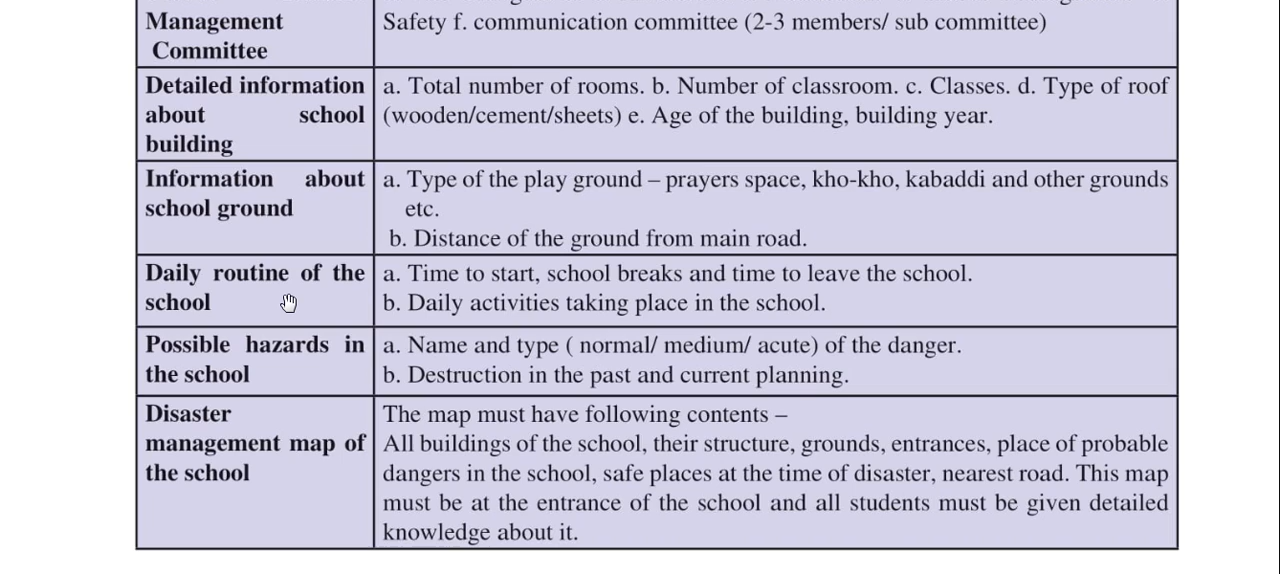 Management
Committee
Safety f. communication committee (2-3 members/ sub committee)
Detailed information
about school
building
a. Total number of rooms. b. Number of classroom. c. Classes. d. Type of roof
(wooden/cement/sheets) e. Age of the building, building year.
Information about
school ground
a. Type of the play ground – prayers space, kho-kho, kabaddi and other grounds
etc.
b. Distance of the ground from main road.
Daily routine of the
school
a. Time to start, school breaks and time to leave the school.
b. Daily activities taking place in the school.
Possible hazards in
the school
a. Name and type ( normal/ medium/ acute) of the danger.
b. Destruction in the past and current planning.
Disaster
management map of
the school
The map must have following contents –
All buildings of the school, their structure, grounds, entrances, place of probable
dangers in the school, safe places at the time of disaster, nearest road. This map
must be at the entrance of the school and all students must be given detailed
knowledge about it.